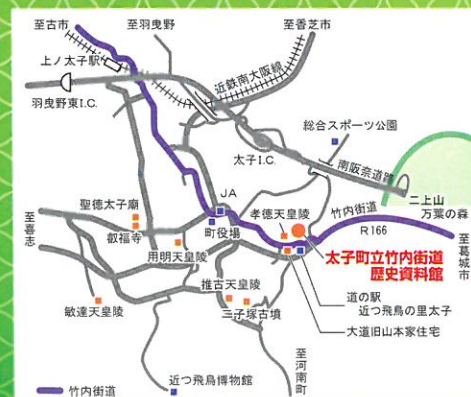 至古市
至羽曳野
至香芝市
上ノ太子駅
近鉄南大阪線
羽曳野東I.C.
総合スポーツ公園
太子I.C.
南阪奈道路
二上山
万葉の森
聖徳太子廟
JA
竹内街道
至喜志
叡福寺
町役場
孝徳天皇陵
R166
用明天皇陵
太子町立竹内街道
歴史資料館
至葛城市
推古天皇陵
道の駅
近つ飛鳥の里太子
敏達天皇陵
二子塚古墳
大道旧山本家住宅
至河南町
竹内街道
近つ飛鳥博物館